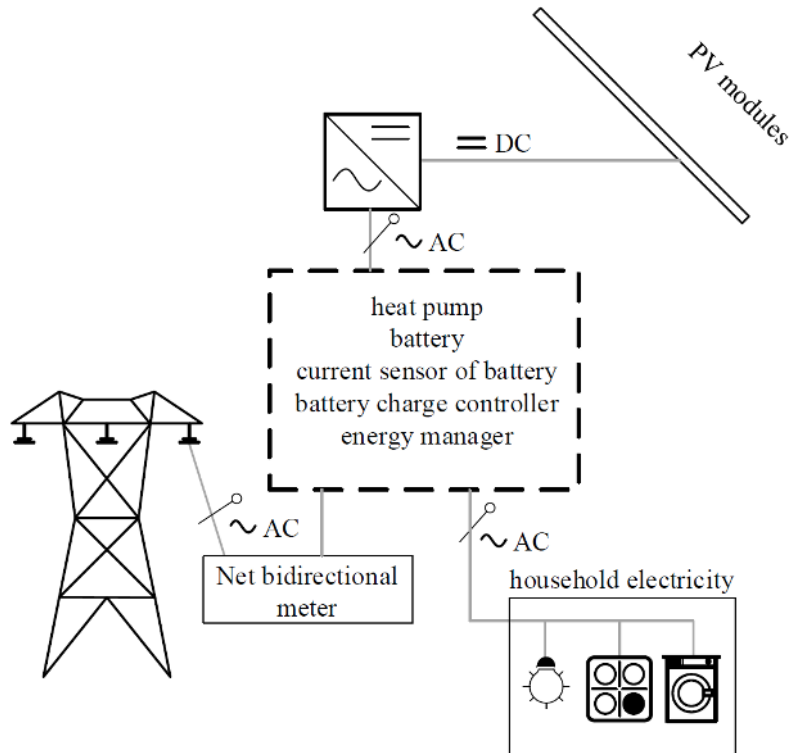 PV modules
DC
AC
heat pump
battery
current sensor of battery
battery charge controller
energy manager
AC
AC
Net bidirectional
meter
household electricity